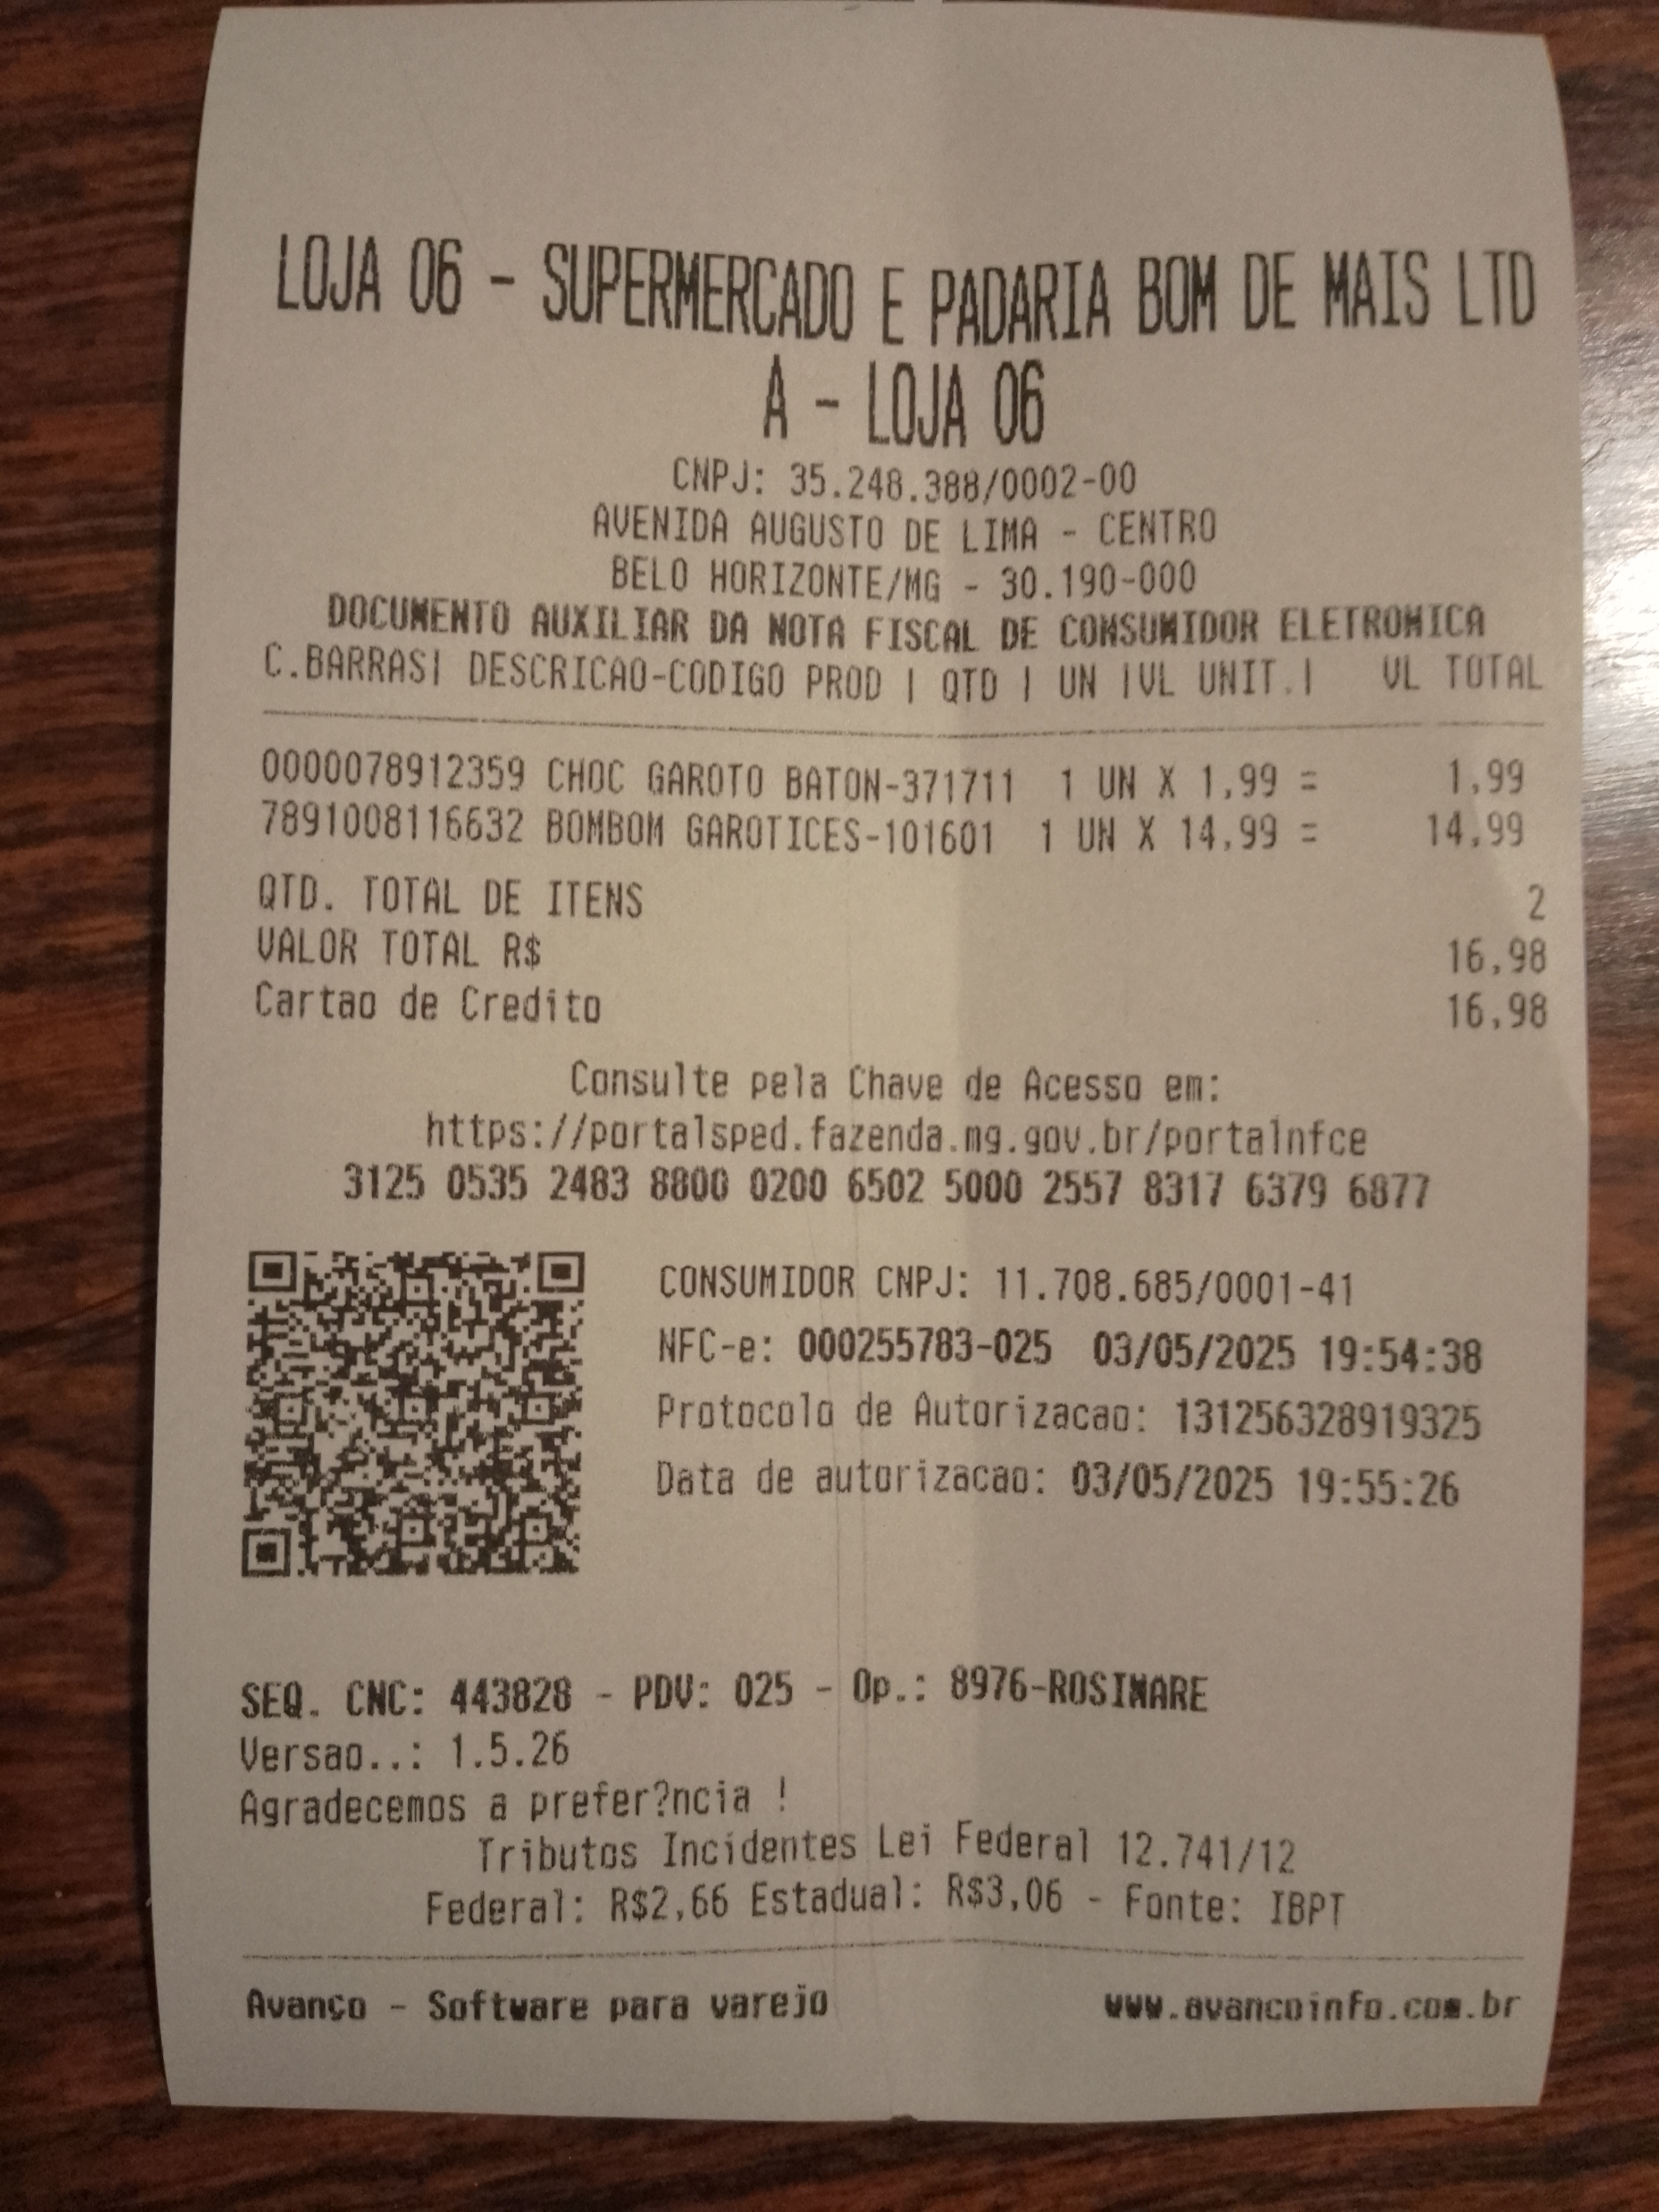 LOJA 06 - SUPERMERCADO E PADARIA BOM DE MAIS LTD
A - LOJA 06
CNPJ: 35.248.388/0002-00
AVENIDA AUGUSTO DE LIMA - CENTRO
BELO HORIZONTE/MG - 30.190-000
DOCUMENTO AUXILIAR DA NOTA FISCAL DE CONSUMIDOR ELETRONICA
C.BARRAS| DESCRICAO-CODIGO PROD | QTD | UN |VL UNIT.| VL TOTAL
0000078912359 CHOC GAROTO BATON-371711 1 UN X 1,99 = 1,99
7891008116632 BOMBOM GAROTICES-101601 1 UN X 14,99 = 14,99
QTD. TOTAL DE ITENS 2
VALOR TOTAL R$ 16,98
Cartao de Credito 16,98
Consulte pela Chave de Acesso em:
https://portalsped.fazenda.mg.gov.br/portalnfce
3125 0535 2483 8800 0200 6502 5000 2557 8317 6379 6877
CONSUMIDOR CNPJ: 11.708.685/0001-41
NFC-e: 000255783-025 03/05/2025 19:54:38
Protocolo de Autorizacao: 131256328919325
Data de autorizacao: 03/05/2025 19:55:26
SEQ. CNC: 443828 - PDV: 025 - Op.: 8976-ROSIMARE
Versao..: 1.5.26
Agradecemos a prefer?ncia !
Tributos Incidentes Lei Federal 12.741/12
Federal: R$2,66 Estadual: R$3,06 - Fonte: IBPT
Avanço - Software para varejo www.avancoinfo.com.br